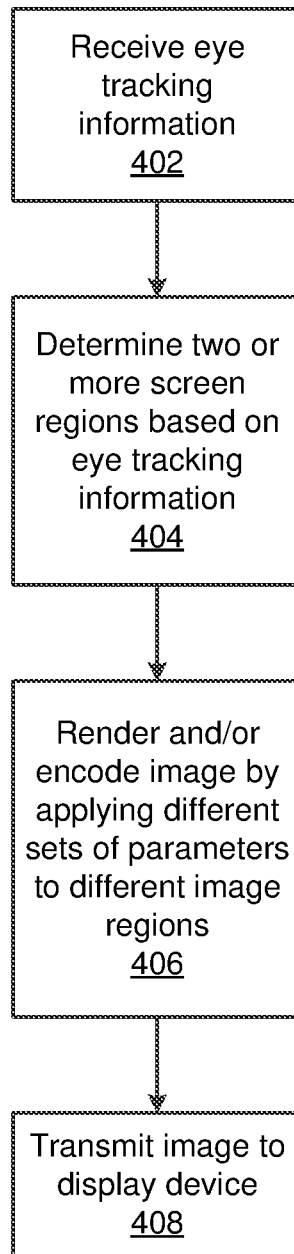 Receive eye
tracking
information
402
Determine two or
more screen
regions based on
eye tracking
information
404
Render and/or
encode image by
applying different
sets of parameters
to different image
regions
406
Transmit image to
display device
408